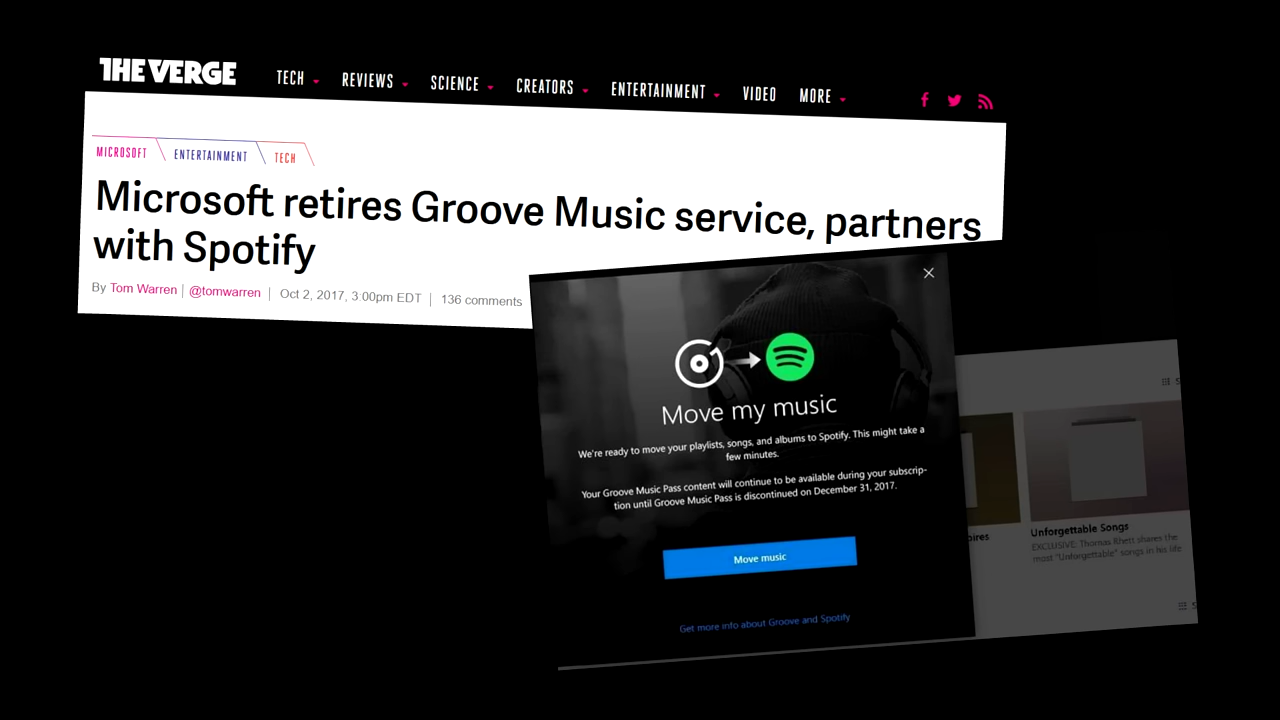 THE VERGE TECH REVIEWS SCIENCE CREATORS ENTERTAINMENT VIDEO MORE
MICROSOFT ENTERTAINMENT TECH
Microsoft retires Groove Music service, partners
with Spotify
By Tom Warren | @tomwarren | Oct 2, 2017, 3:00pm EDT | 136 comments
Move my music
We're ready to move your playlists, songs, and albums to Spotify. This might take a
few minutes.
Your Groove Music Pass content will continue to be available during your subscrip-
tion until Groove Music Pass is discontinued on December 31, 2017.
Move music
Get more info about Groove and Spotify
Unforgettable Songs
EXCLUSIVE: Thomas Rhett shares the
most "Unforgettable" songs in his life